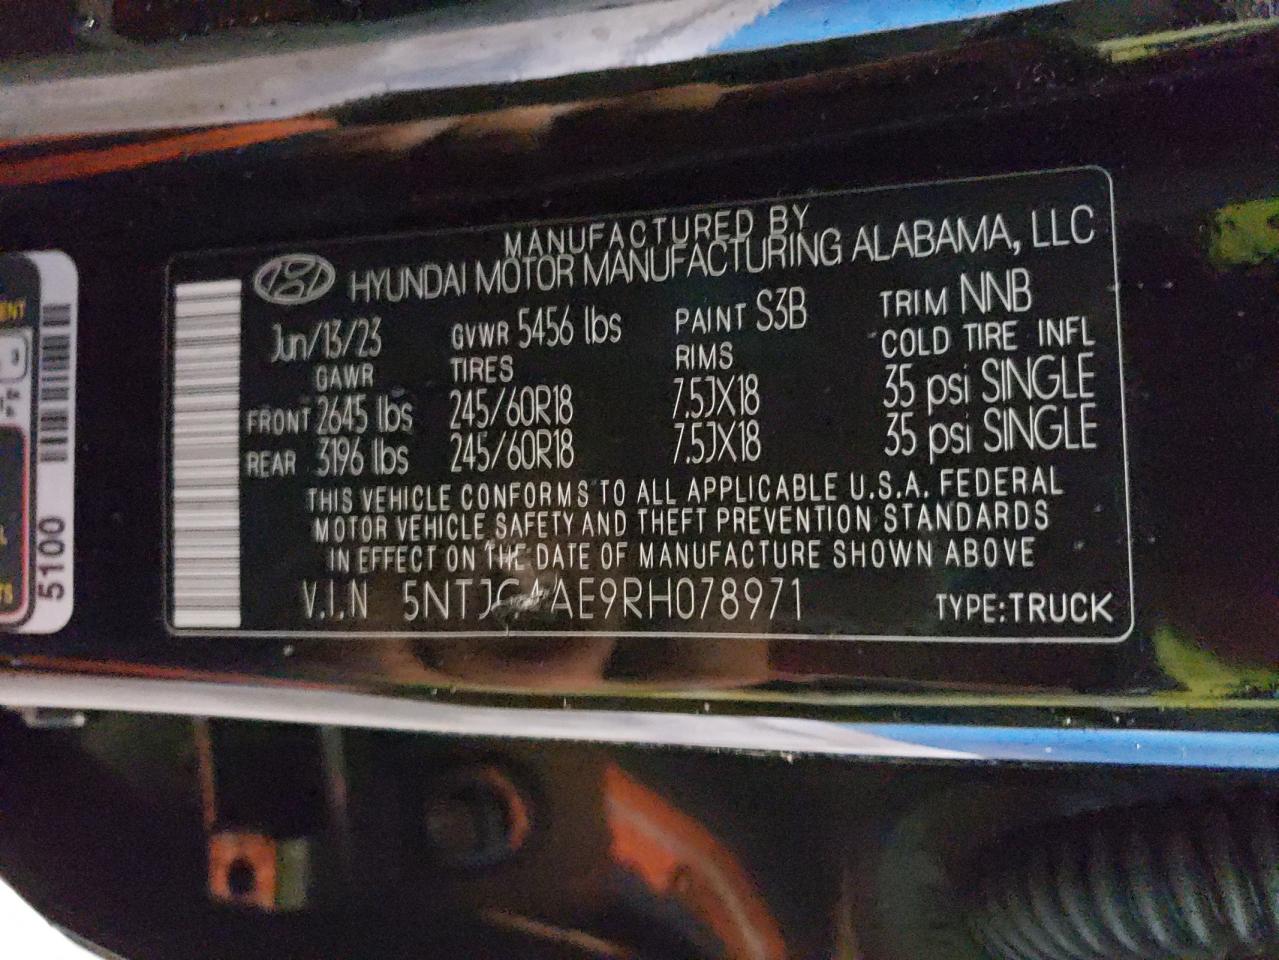 MANUFACTURED BY
HYUNDAI MOTOR MANUFACTURING ALABAMA, LLC
Jun/13/23 GVWR 5456 lbs PAINT S3B TRIM NNB
GAWR TIRES RIMS COLD TIRE INFL
FRONT 2645 lbs 245/60R18 7.5JX18 35 psi SINGLE
REAR 3196 lbs 245/60R18 7.5JX18 35 psi SINGLE
THIS VEHICLE CONFORMS TO ALL APPLICABLE U.S.A. FEDERAL
MOTOR VEHICLE SAFETY AND THEFT PREVENTION STANDARDS
IN EFFECT ON THE DATE OF MANUFACTURE SHOWN ABOVE
V.I.N TYPE:TRUCK
5100